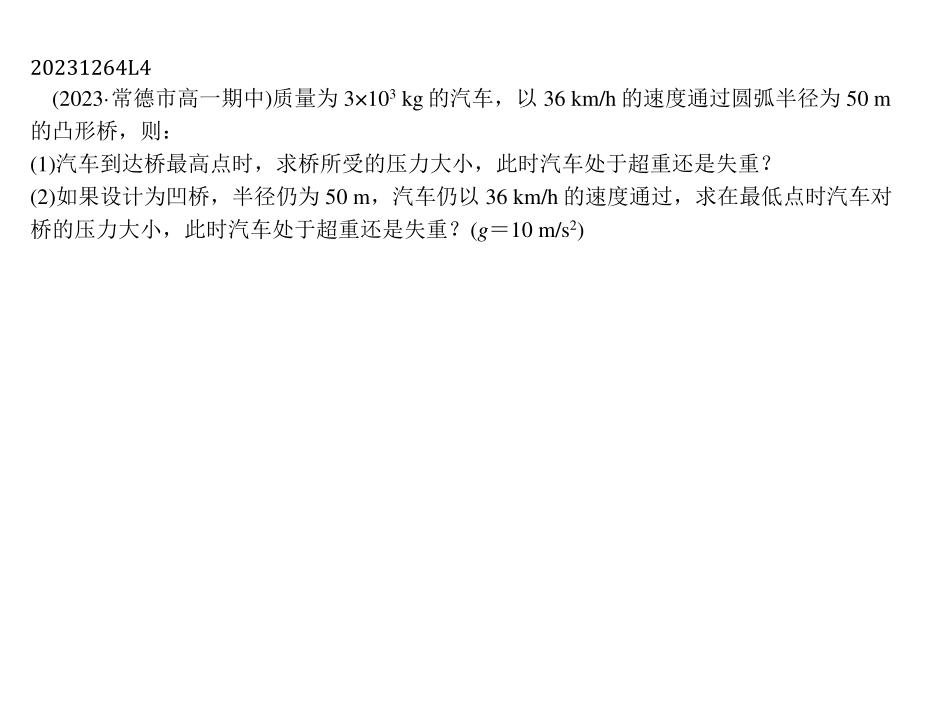 20231264L4
(2023·常德市高一期中)质量为 3×10³ kg 的汽车，以 36 km/h 的速度通过圆弧半径为 50 m
的凸形桥，则：
(1)汽车到达桥最高点时，求桥所受的压力大小，此时汽车处于超重还是失重？
(2)如果设计为凹桥，半径仍为 50 m，汽车仍以 36 km/h 的速度通过，求在最低点时汽车对
桥的压力大小，此时汽车处于超重还是失重？(g＝10 m/s²)